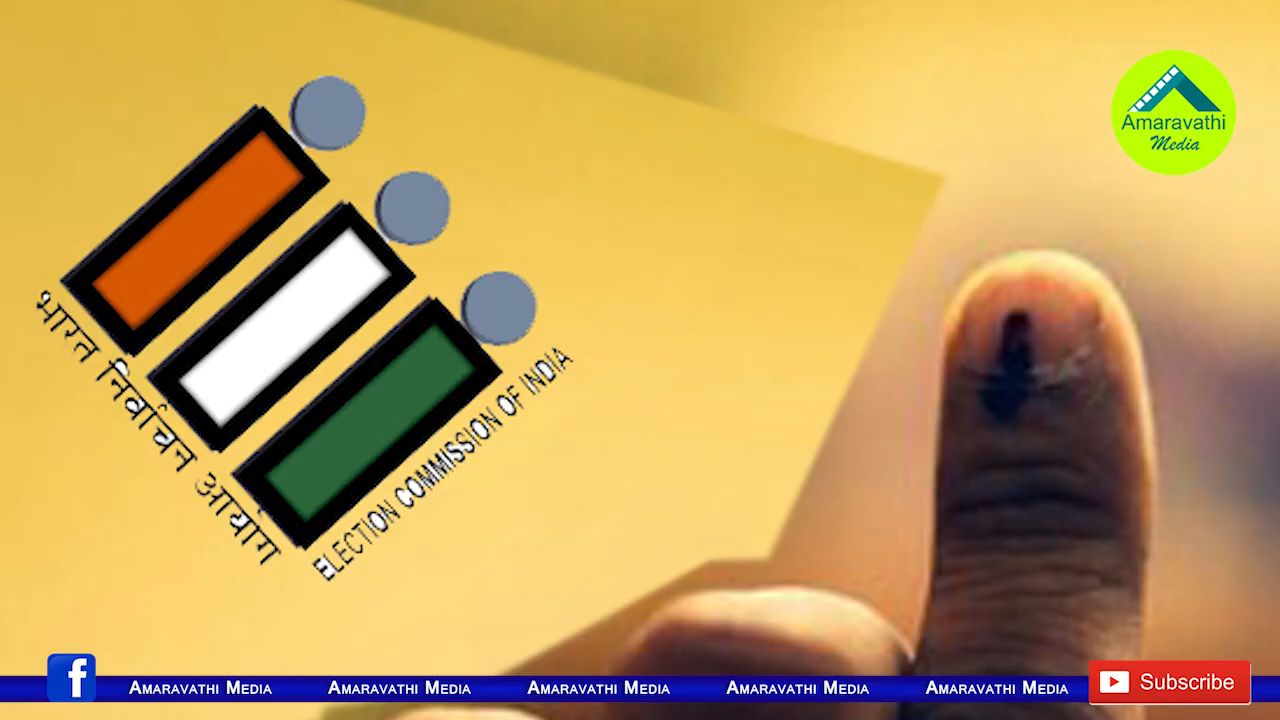 Amaravathi
Media
भारत निर्वाचन आयोग
ELECTION COMMISSION OF INDIA
f
AMARAVATHI MEDIA AMARAVATHI MEDIA AMARAVATHI MEDIA AMARAVATHI MEDIA AMARAVATHI MEDIA
Subscribe